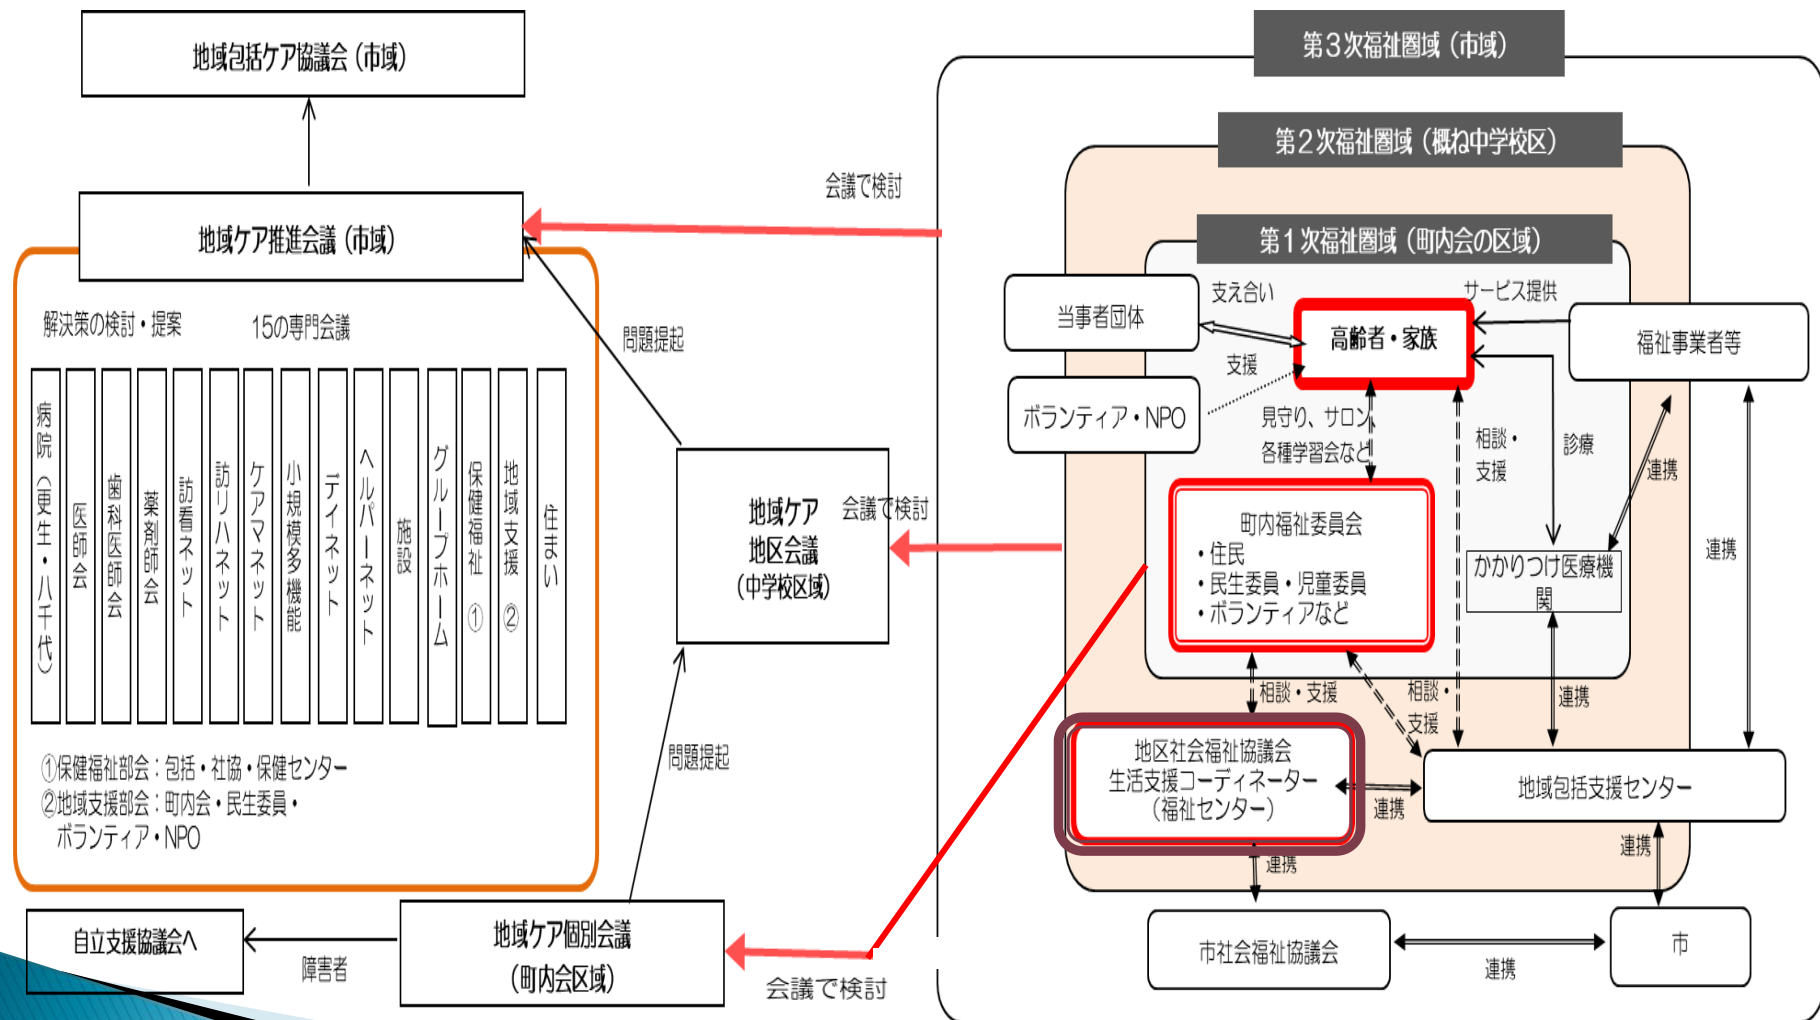 地域包括ケア協議会（市域）
地域ケア推進会議（市域）
解決策の検討・提案
15の専門会議
病院（更生・八千代）
医師会
歯科医師会
薬剤師会
訪看ネット
訪リハネット
ケアマネット
小規模多機能
デイネット
ヘルパーネット
施設
グループホーム
保健福祉　①
地域支援　②
住まい
①保健福祉部会：包括・社協・保健センター
②地域支援部会：町内会・民生委員・
ボランティア・NPO
自立支援協議会へ
障害者
地域ケア個別会議
（町内会区域）
問題提起
問題提起
地域ケア
地区会議
（中学校区域）
会議で検討
会議で検討
会議で検討
第３次福祉圏域（市域）
第２次福祉圏域（概ね中学校区）
第１次福祉圏域（町内会の区域）
当事者団体
支え合い
支援
ボランティア・NPO
高齢者・家族
サービス提供
福祉事業者等
見守り、サロン、
各種学習会など
相談・
支援
診療
連携
連携
町内福祉委員会
・住民
・民生委員・児童委員
・ボランティアなど
かかりつけ医療機
関
相談・支援
相談・
支援
連携
地区社会福祉協議会
生活支援コーディネーター
（福祉センター）
連携
地域包括支援センター
連携
連携
市社会福祉協議会
連携
市